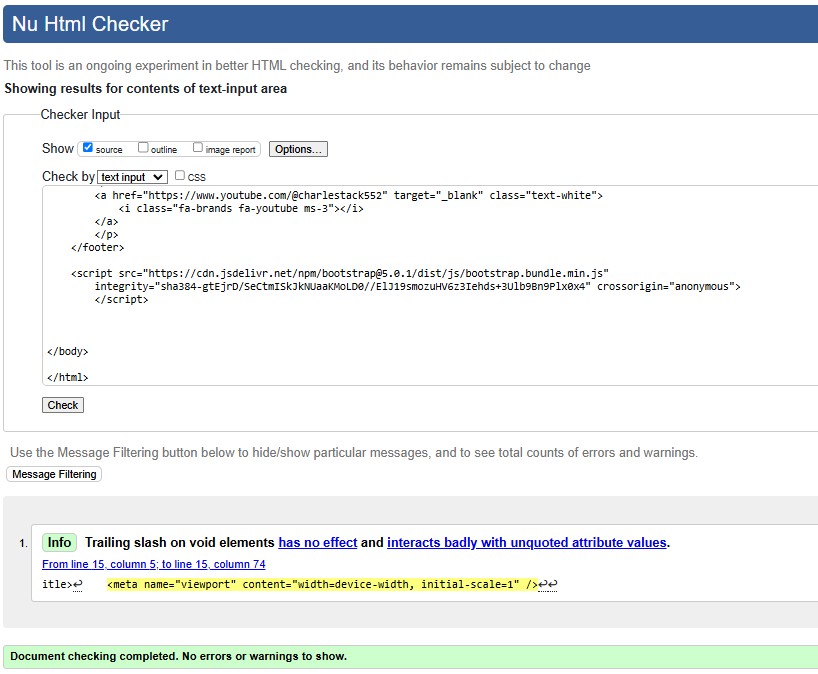 Nu Html Checker
This tool is an ongoing experiment in better HTML checking, and its behavior remains subject to change
Showing results for contents of text-input area
Checker Input
Show source outline image report Options...
Check by text input CSS
<a href="https://www.youtube.com/@charlestack552" target="_blank" class="text-white">
<i class="fa-brands fa-youtube ms-3"></i>
</a>
</p>
</footer>
<script src="https://cdn.jsdelivr.net/npm/bootstrap@5.0.1/dist/js/bootstrap.bundle.min.js"
integrity="sha384-gtEjrD/SeCtmISkJkNUaaKMoLD0//ElJ19smozuHV6z3Iehds+3Ulb9Bn9Plx0x4" crossorigin="anonymous">
</script>
</body>
</html>
Check
Use the Message Filtering button below to hide/show particular messages, and to see total counts of errors and warnings.
Message Filtering
1. Info Trailing slash on void elements has no effect and interacts badly with unquoted attribute values.
From line 15, column 5; to line 15, column 74
itle>↩ <meta name="viewport" content="width=device-width, initial-scale=1" />↩↩
Document checking completed. No errors or warnings to show.